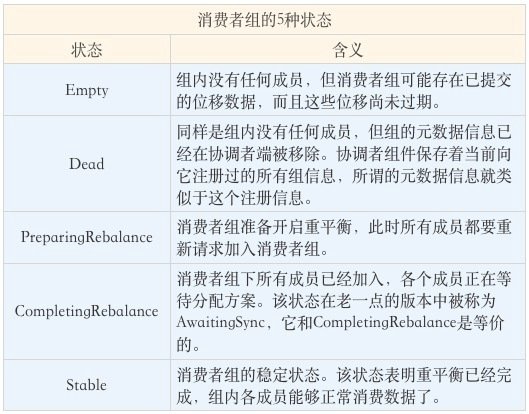 消费者组的5种状态
状态
含义
Empty
组内没有任何成员，但消费者组可能存在已提交
的位移数据，而且这些位移尚未过期。
Dead
同样是组内没有任何成员，但组的元数据信息已
经在协调者端被移除。协调者组件保存着当前向
它注册过的所有组信息，所谓的元数据信息就类
似于这个注册信息。
PreparingRebalance
消费者组准备开启重平衡，此时所有成员都要重
新请求加入消费者组。
CompletingRebalance
消费者组下所有成员已经加入，各个成员正在等
待分配方案。该状态在老一点的版本中被称为
AwaitingSync，它和CompletingRebalance是等价
的。
Stable
消费者组的稳定状态。该状态表明重平衡已经完
成，组内各成员能够正常消费数据了。